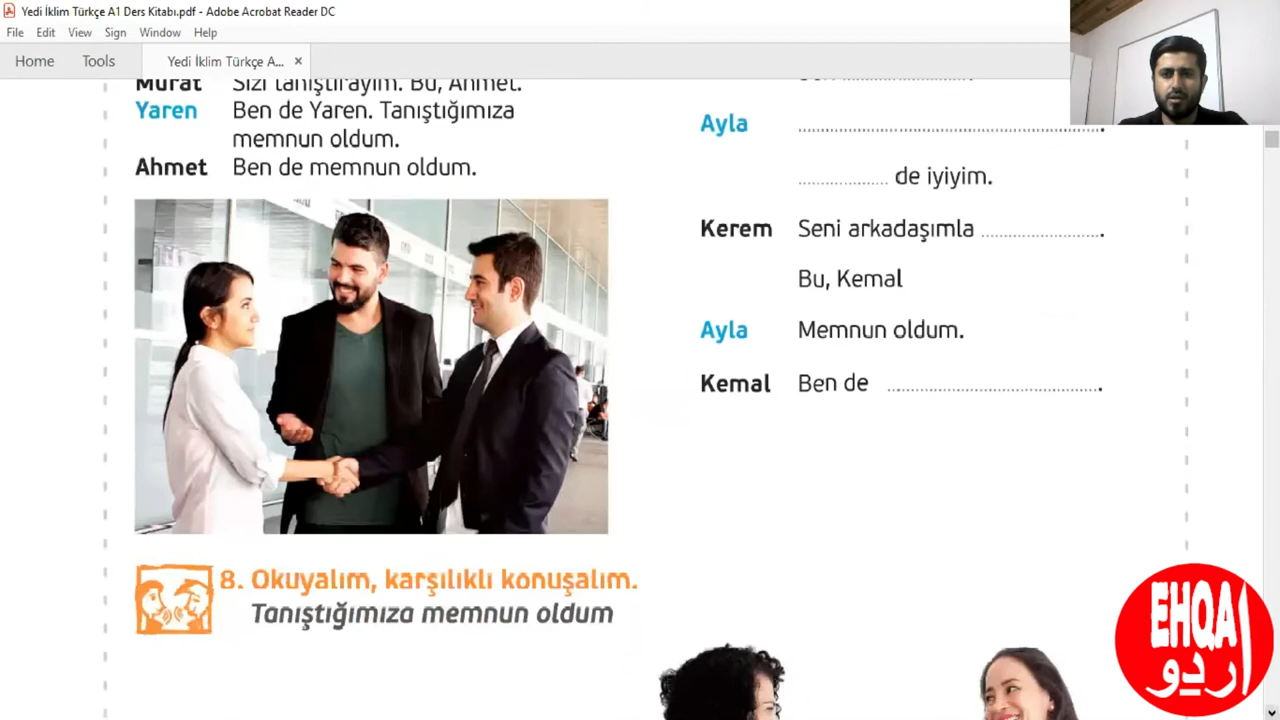 Yedi İklim Türkçe A1 Ders Kitabı.pdf - Adobe Acrobat Reader DC
File Edit View Sign Window Help
Home Tools Yedi İklim Türkçe A... ×
Murat Sizi tanıştırayım. Bu, Ahmet.
Yaren Ben de Yaren. Tanıştığımıza
memnun oldum.
Ahmet Ben de memnun oldum.
Ayla ..............................................................
.................. de iyiyim.
Kerem Seni arkadaşımla ........................ .
Bu, Kemal
Ayla Memnun oldum.
Kemal Ben de ............................................ .
8. Okuyalım, karşılıklı konuşalım.
Tanıştığımıza memnun oldum
EHQA
اردو